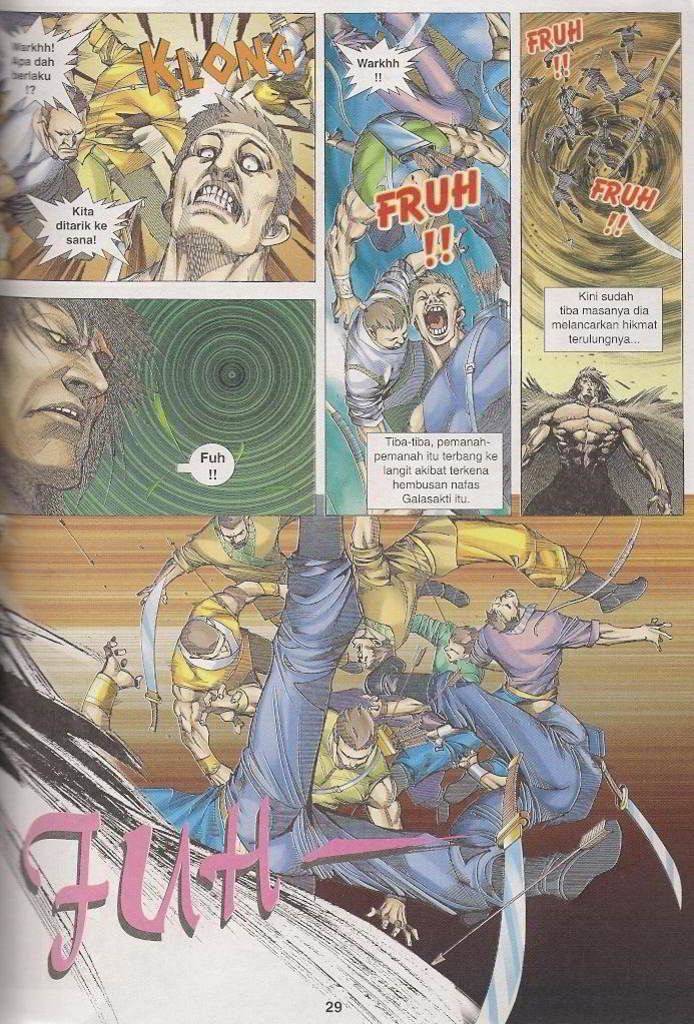 Warkhh!
Apa dah
berlaku
!?
KLONG
Kita
ditarik ke
sana!
Warkhh
!!
FRUH
!!
Tiba-tiba, pemanah-
pemanah itu terbang ke
langit akibat terkena
hembusan nafas
Galasakti itu.
FRUH
!!
FRUH
!!
Kini sudah
tiba masanya dia
melancarkan hikmat
terulungnya...
Fuh
!!
FUH
29